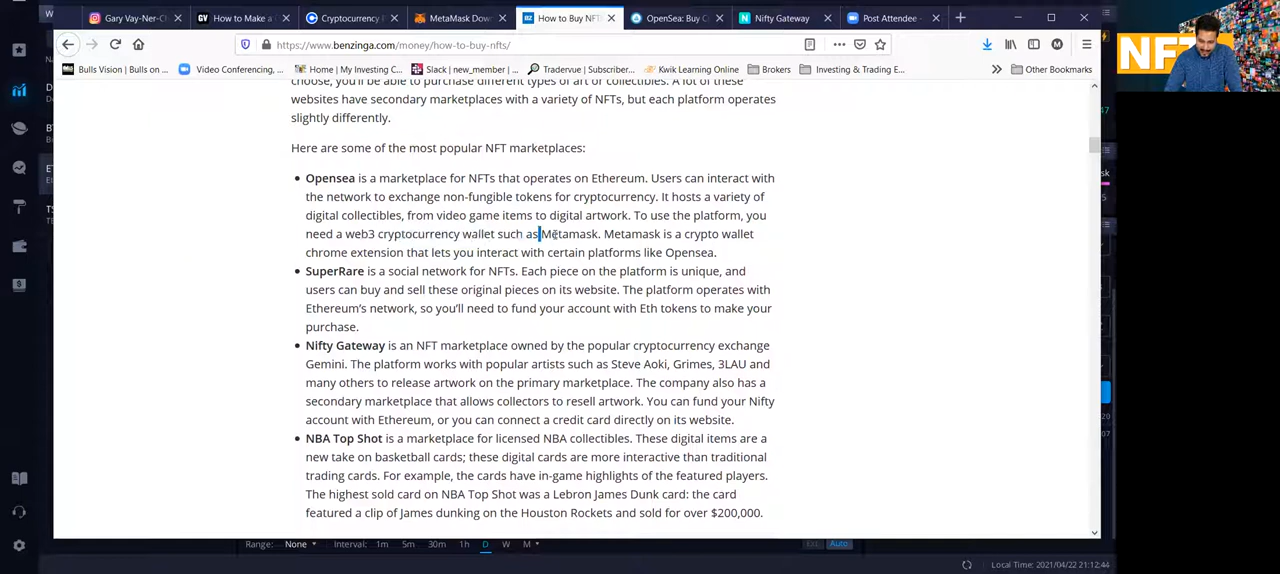 Gary Vay-Ner-C
How to Make a
Cryptocurrency
MetaMask Dow
How to Buy NFT
OpenSea: Buy C
Nifty Gateway
Post Attendee -
https://www.benzinga.com/money/how-to-buy-nfts/
Bulls Vision | Bulls on ...
Video Conferencing, ...
Home | My Investing C...
Slack | new_member | ...
Tradervue | Subscriber...
Kwik Learning Online
Brokers
Investing & Trading E...
Other Bookmarks
NFTs
choose, you'll be able to purchase different types of art or collectibles. A lot of these
websites have secondary marketplaces with a variety of NFTs, but each platform operates
slightly differently.
Here are some of the most popular NFT marketplaces:
Opensea is a marketplace for NFTs that operates on Ethereum. Users can interact with
the network to exchange non-fungible tokens for cryptocurrency. It hosts a variety of
digital collectibles, from video game items to digital artwork. To use the platform, you
need a web3 cryptocurrency wallet such as Metamask. Metamask is a crypto wallet
chrome extension that lets you interact with certain platforms like Opensea.
SuperRare is a social network for NFTs. Each piece on the platform is unique, and
users can buy and sell these original pieces on its website. The platform operates with
Ethereum's network, so you'll need to fund your account with Eth tokens to make your
purchase.
Nifty Gateway is an NFT marketplace owned by the popular cryptocurrency exchange
Gemini. The platform works with popular artists such as Steve Aoki, Grimes, 3LAU and
many others to release artwork on the primary marketplace. The company also has a
secondary marketplace that allows collectors to resell artwork. You can fund your Nifty
account with Ethereum, or you can connect a credit card directly on its website.
NBA Top Shot is a marketplace for licensed NBA collectibles. These digital items are a
new take on basketball cards; these digital cards are more interactive than traditional
trading cards. For example, the cards have in-game highlights of the featured players.
The highest sold card on NBA Top Shot was a Lebron James Dunk card: the card
featured a clip of James dunking on the Houston Rockets and sold for over $200,000.
Range: None Interval: 1m 5m 30m 1h D W M Ext. Auto
Local Time: 2021/04/22 21:12:44